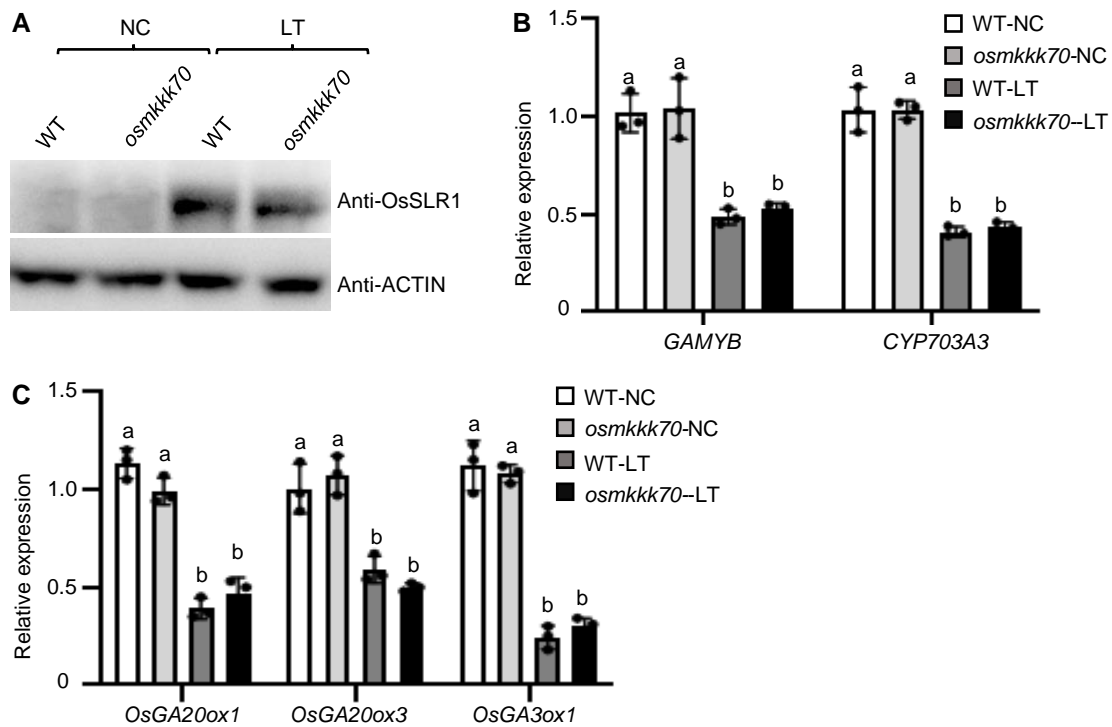 A
NC LT
WT osmkkk70 WT osmkkk70
Anti-OsSLR1
Anti-ACTIN
B
WT-NC
osmkkk70-NC
WT-LT
osmkkk70--LT
Relative expression
1.5
1.0
0.5
0
a a b b a a b b
GAMYB CYP703A3
C
WT-NC
osmkkk70-NC
WT-LT
osmkkk70--LT
Relative expression
1.5
1.0
0.5
0
a a b b a a b b a a b b
OsGA20ox1 OsGA20ox3 OsGA3ox1